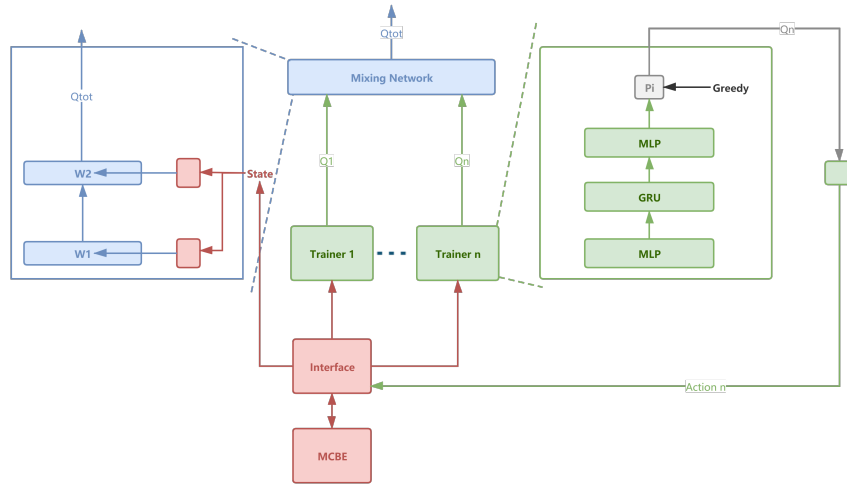 Qtot
Qn
Mixing Network
Pi
Greedy
Qtot
MLP
Q1
Qn
W2
State
GRU
W1
Trainer 1
Trainer n
MLP
Interface
Action n
MCBE